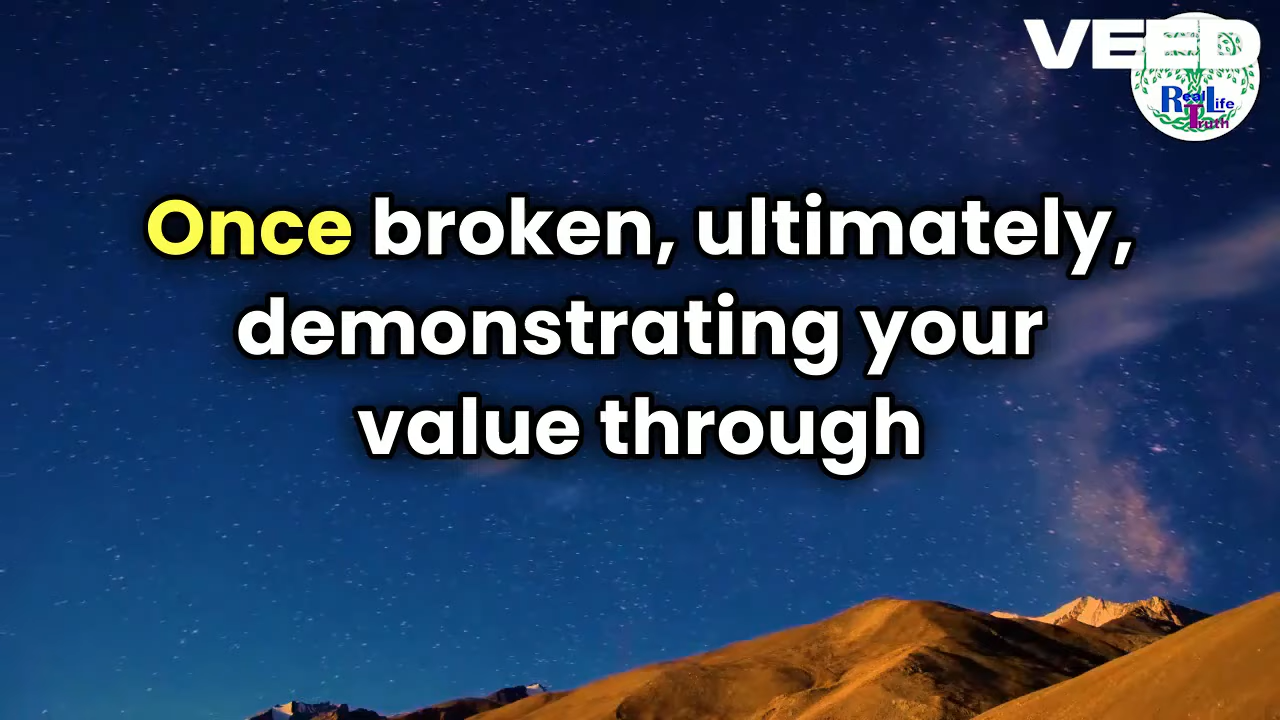 VEED
Real Life
Truth
Once broken, ultimately,
demonstrating your
value through